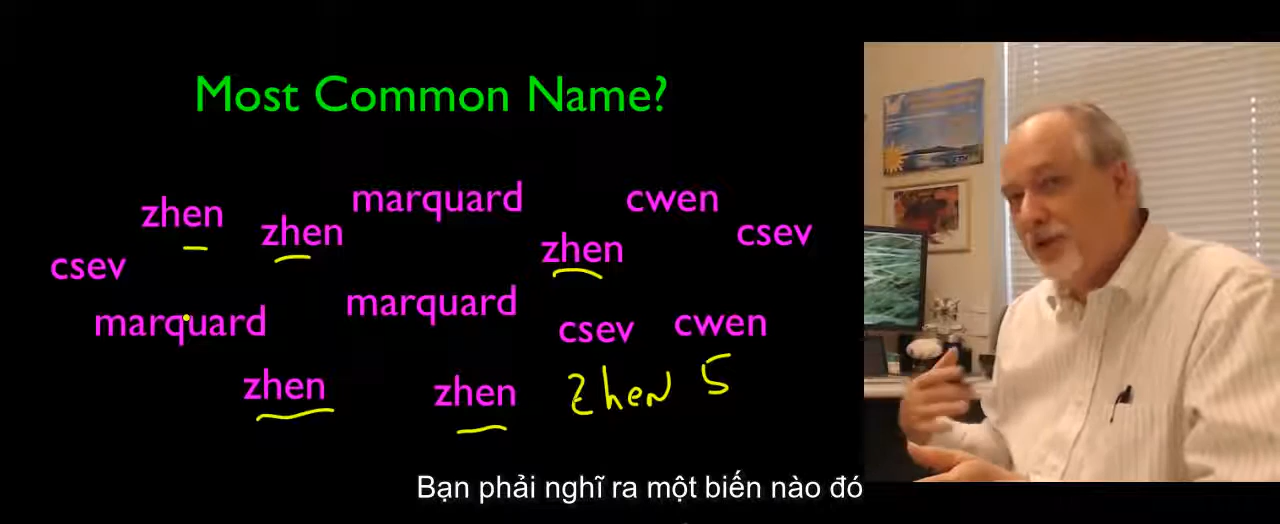 Most Common Name?
zhen
zhen
marquard
zhen
cwen
csev
csev
marquard
marquard
csev
cwen
zhen
zhen
zhen 5
Bạn phải nghĩ ra một biến nào đó